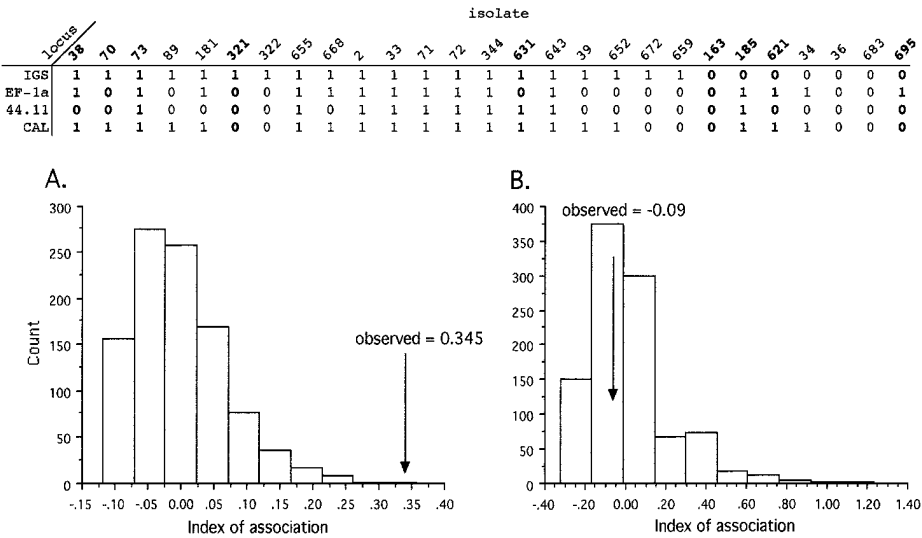 isolate
locus 38 70 73 89 181 321 322 655 668 2 33 71 72 344 631 643 39 652 672 659 163 185 621 34 36 683 695
IGS 1 1 1 1 1 1 1 1 1 1 1 1 1 1 1 1 1 1 1 1 0 0 0 0 0 0 0
EF-1a 1 0 1 0 1 0 0 1 1 1 1 1 1 1 0 1 0 1 0 0 0 1 1 1 0 0 1
44.11 0 0 1 0 0 0 0 1 0 1 1 1 1 1 1 1 0 0 0 0 0 1 0 0 0 0 0
CAL 1 1 1 1 1 0 0 1 1 1 1 1 1 1 1 1 1 1 0 0 0 1 1 1 0 0 0
A.
300
250
200
150
100
50
0
Count
observed = 0.345
-.15 -.10 -.05 0.00 .05 .10 .15 .20 .25 .30 .35 .40
Index of association
B.
400
350
300
250
200
150
100
50
0
observed = -0.09
-.40 -.20 0.00 .20 .40 .60 .80 1.00 1.20 1.40
Index of association